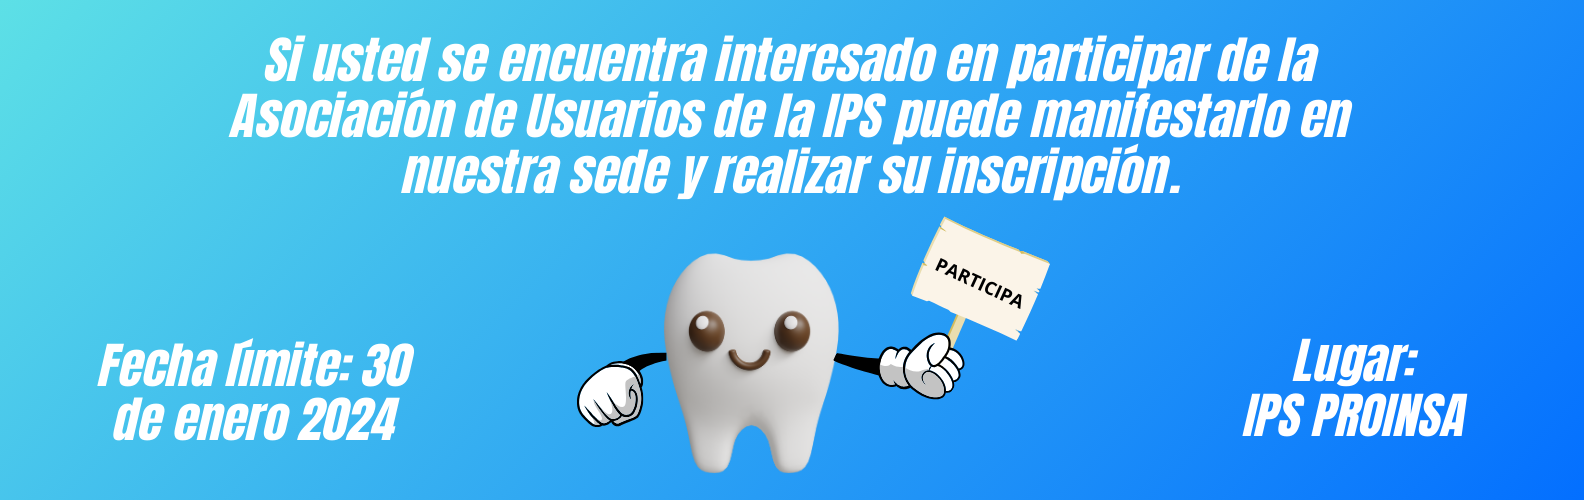 Si usted se encuentra interesado en participar de la
Asociación de Usuarios de la IPS puede manifestarlo en
nuestra sede y realizar su inscripción.
PARTICIPA
Fecha límite: 30
de enero 2024
Lugar:
IPS PROINSA